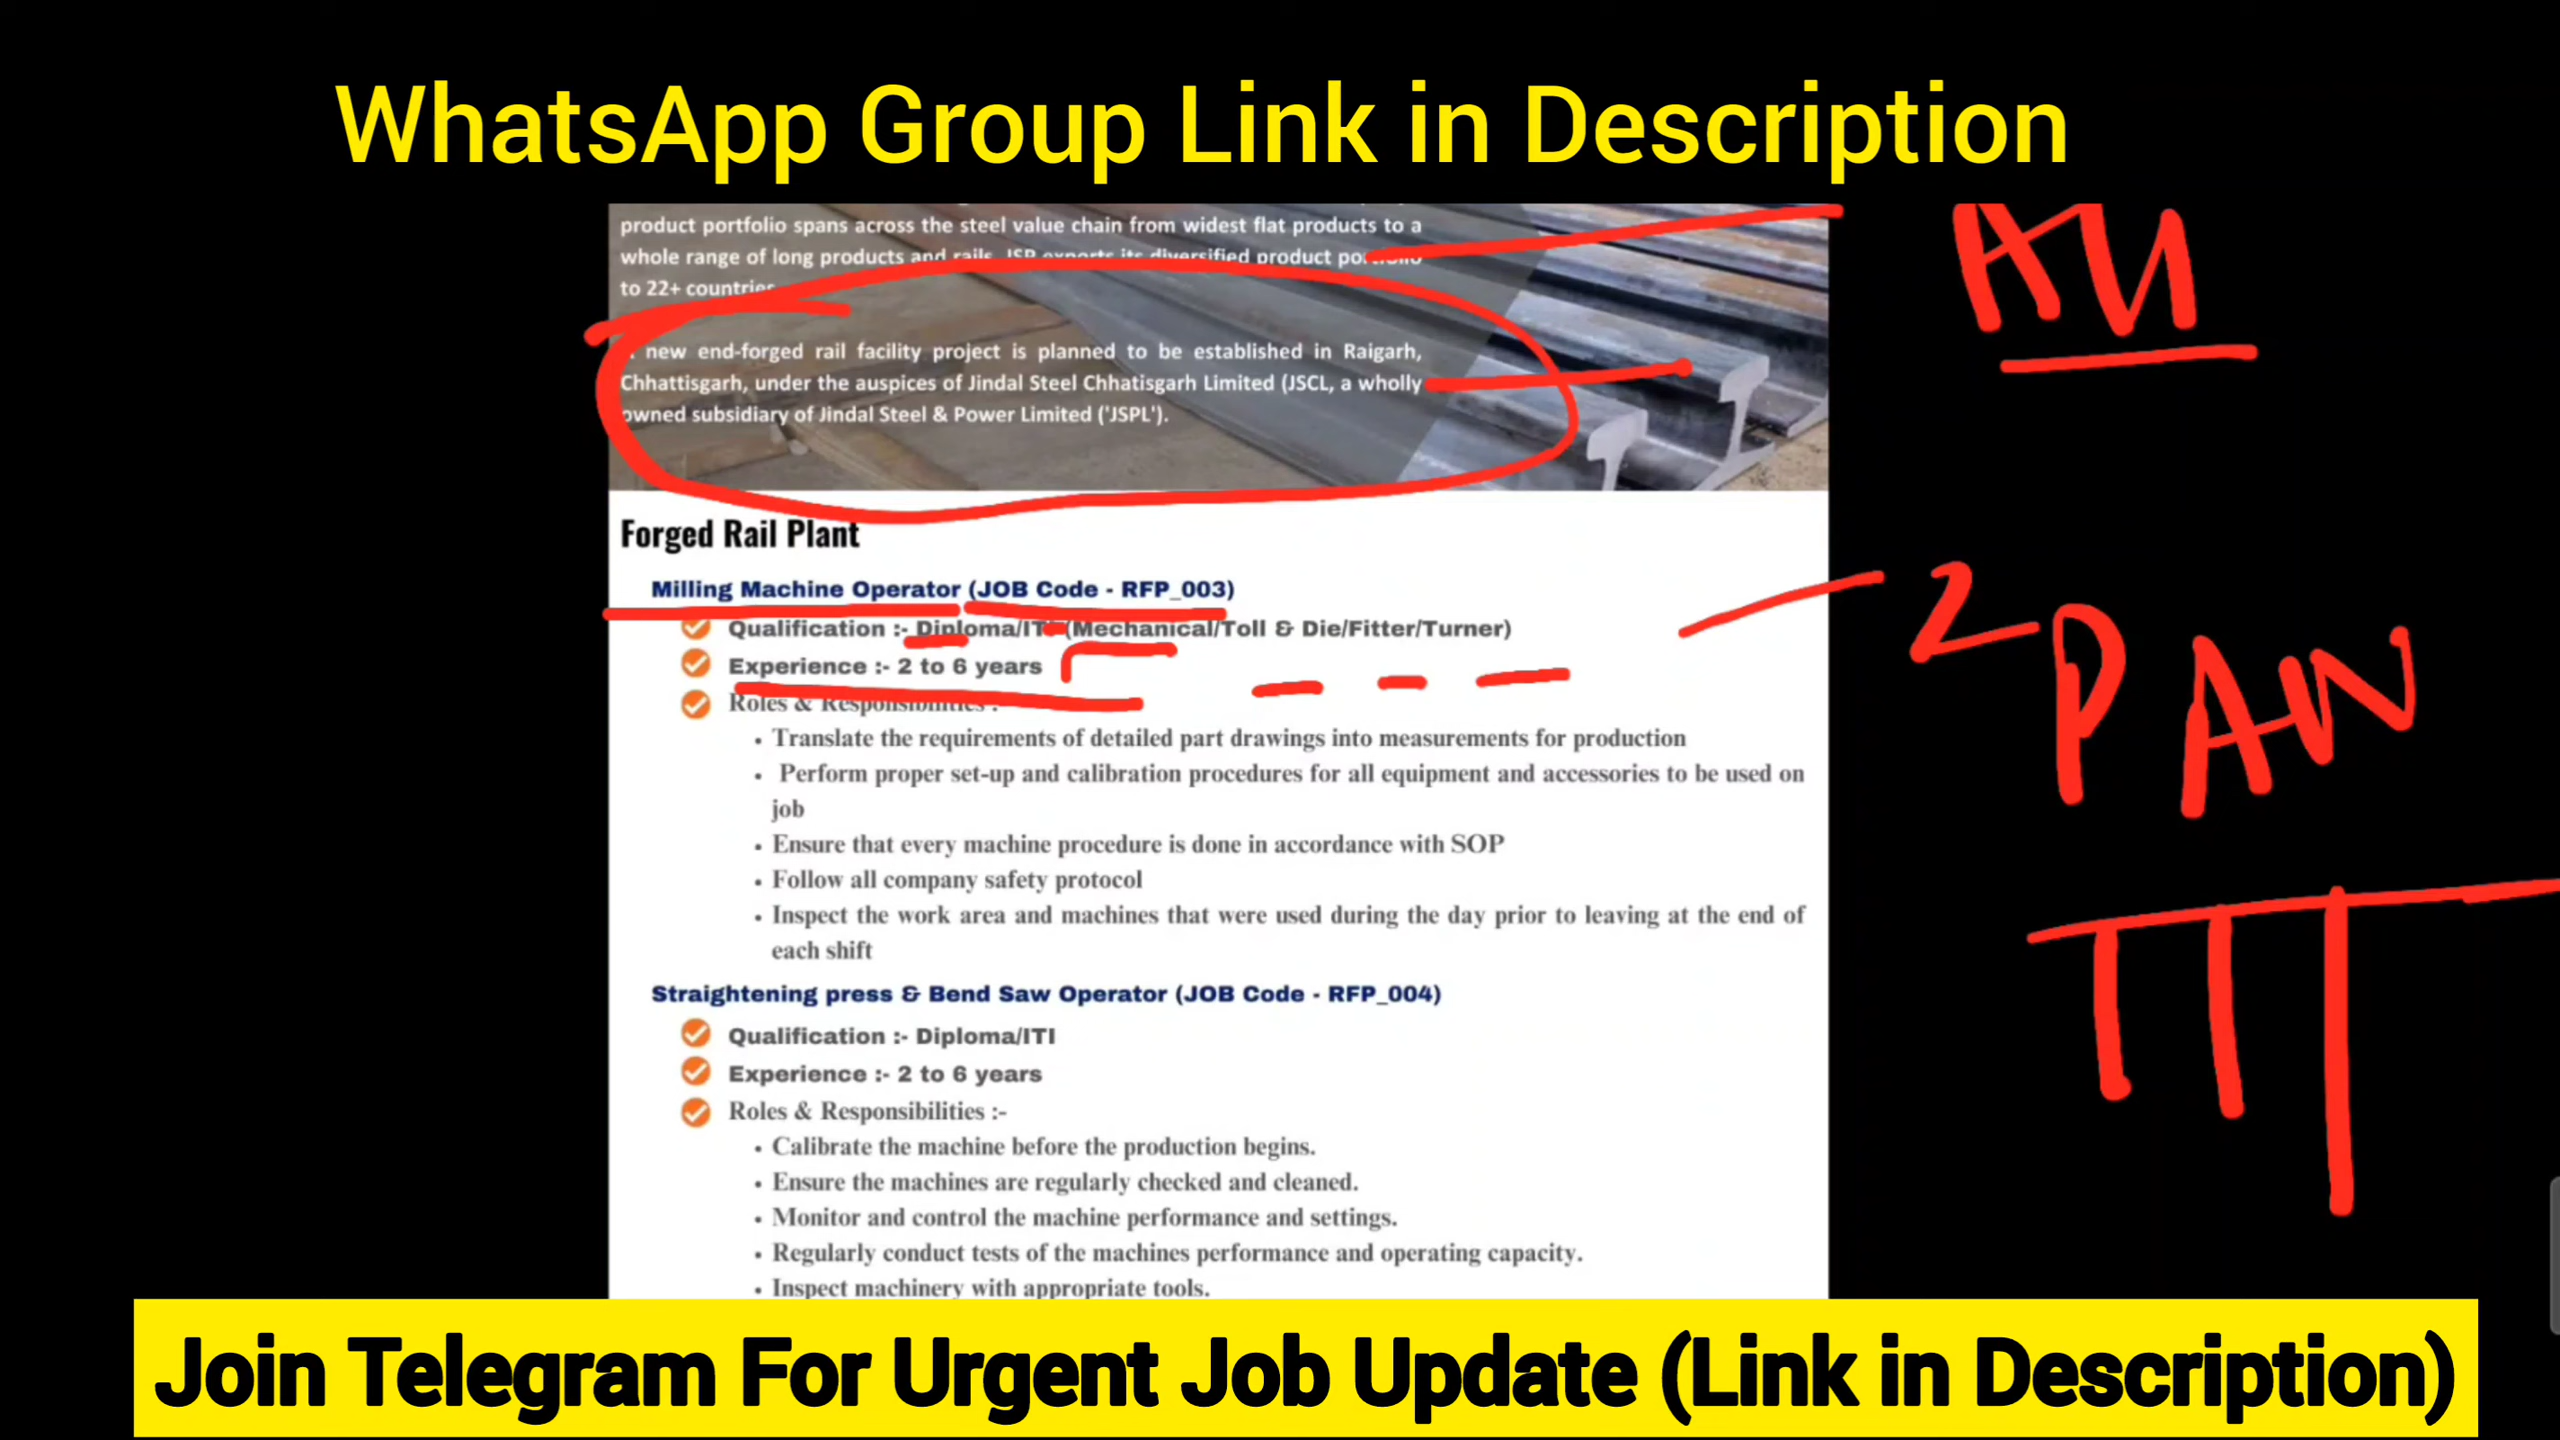 WhatsApp Group Link in Description
product portfolio spans across the steel value chain from widest flat products to a
whole range of long products and rails. JSP exports its diversified product portfolio
to 22+ countries
new end-forged rail facility project is planned to be established in Raigarh,
Chhattisgarh, under the auspices of Jindal Steel Chhatisgarh Limited (JSCL, a wholly
owned subsidiary of Jindal Steel & Power Limited ('JSPL').
All
Forged Rail Plant
Milling Machine Operator (JOB Code - RFP_003)
2
Qualification :- Diploma/ITI (Mechanical/Toll & Die/Fitter/Turner)
PAN
Experience :- 2 to 6 years
Roles & Responsibilities :
• Translate the requirements of detailed part drawings into measurements for production
• Perform proper set-up and calibration procedures for all equipment and accessories to be used on
job
• Ensure that every machine procedure is done in accordance with SOP
• Follow all company safety protocol
• Inspect the work area and machines that were used during the day prior to leaving at the end of
each shift
Straightening press & Bend Saw Operator (JOB Code - RFP_004)
Qualification :- Diploma/ITI
Experience :- 2 to 6 years
Roles & Responsibilities :-
• Calibrate the machine before the production begins.
• Ensure the machines are regularly checked and cleaned.
• Monitor and control the machine performance and settings.
• Regularly conduct tests of the machines performance and operating capacity.
• Inspect machinery with appropriate tools.
Join Telegram For Urgent Job Update (Link in Description)